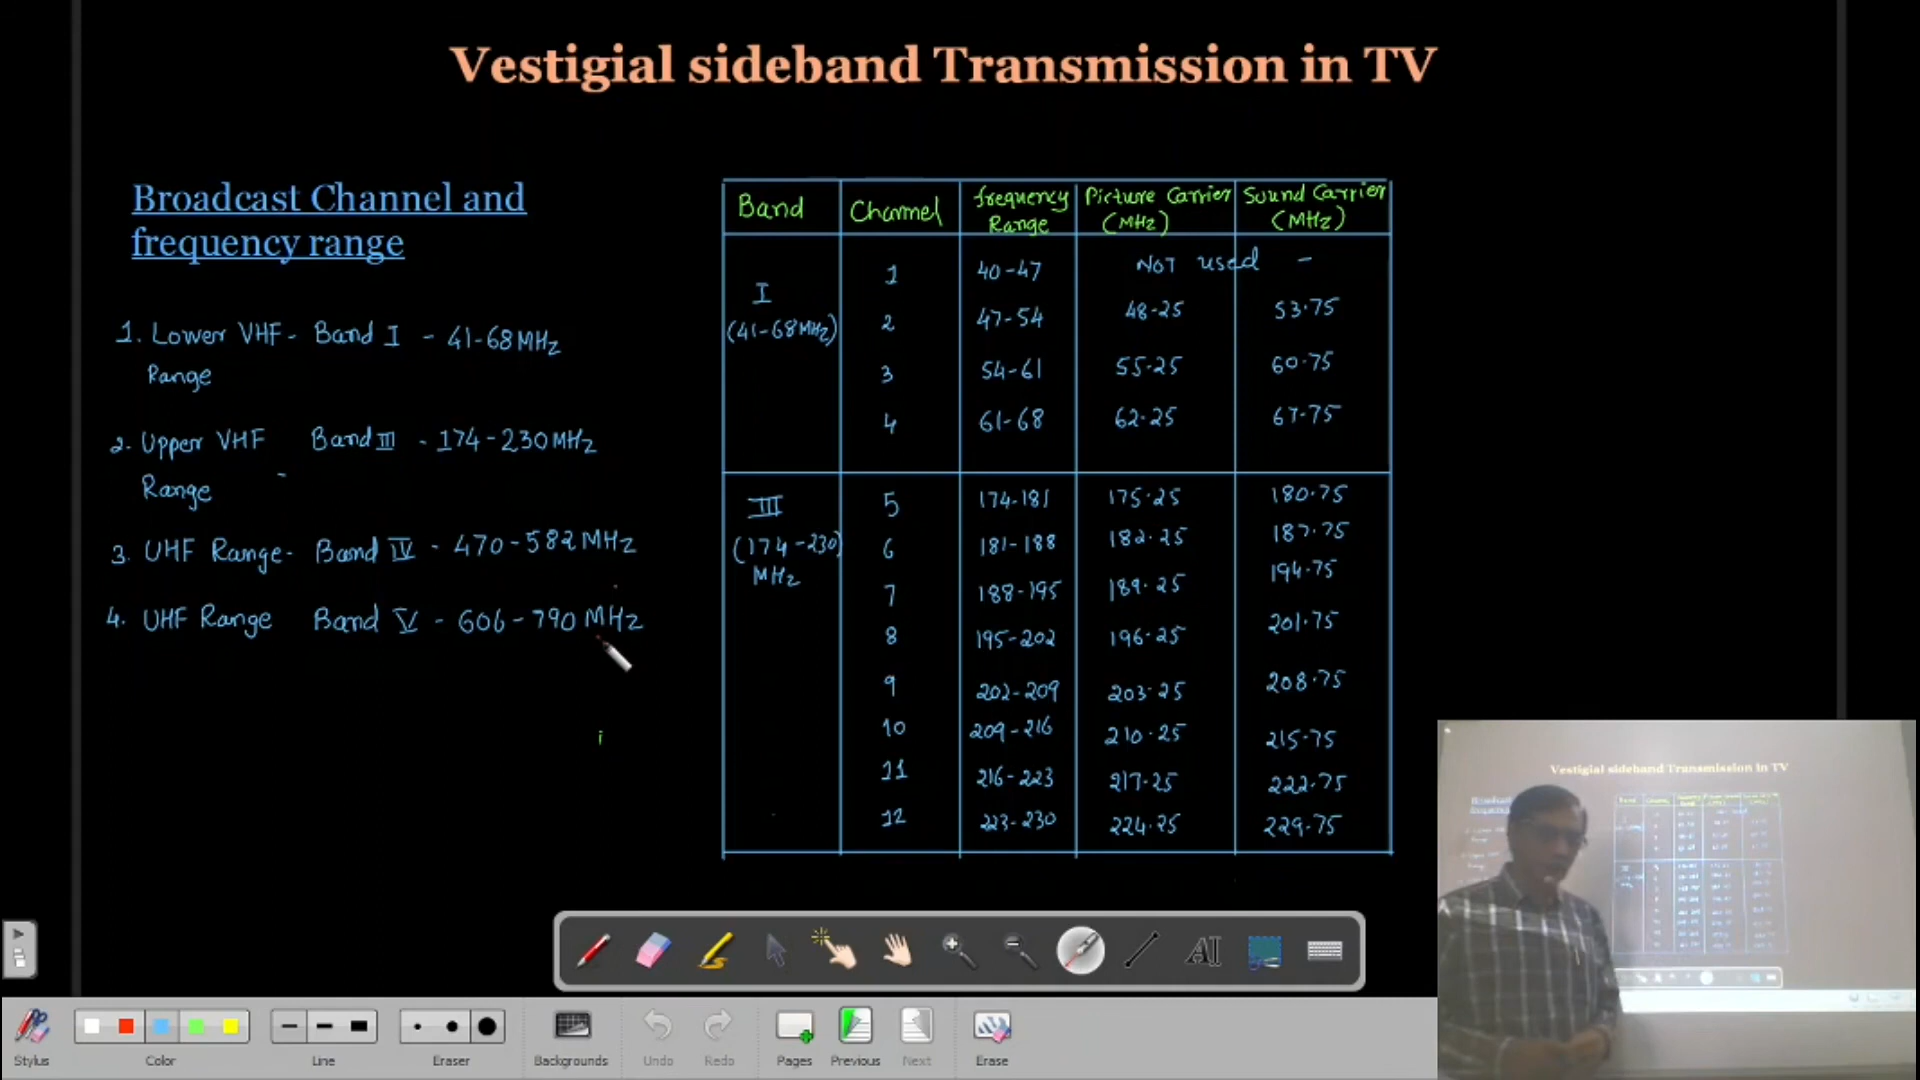 Vestigial sideband Transmission in TV
Broadcast Channel and
frequency range
1. Lower VHF - Band I - 41-68 MHz
Range
2. Upper VHF Band III - 174-230 MHz
Range -
3. UHF Range - Band IV - 470-582 MHz
4. UHF Range Band V - 606-790 MHz
Band Channel frequency Range Picture Carrier (MHz) Sound Carrier (MHz)
I (41-68 MHz)
1 40-47 NOT used -
2 47-54 48.25 53.75
3 54-61 55.25 60.75
4 61-68 62.25 67.75
III (174-230) MHz
5 174-181 175.25 180.75
6 181-188 182.25 187.75
7 188-195 189.25 194.75
8 195-202 196.25 201.75
9 202-209 203.25 208.75
10 209-216 210.25 215.75
11 216-223 217.25 222.75
12 223-230 224.25 229.75
i
Vestigial sideband Transmission in TV
AI
Stylus Color Line Eraser Backgrounds Undo Redo Pages Previous Next Erase